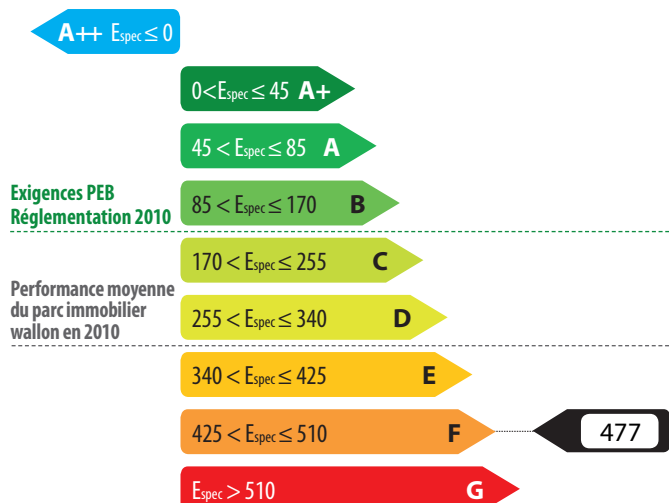 A++ Espec ≤ 0
0<Espec ≤ 45 A+
45 < Espec ≤ 85 A
Exigences PEB
Réglementation 2010
85 < Espec ≤ 170 B
170 < Espec ≤ 255 C
Performance moyenne
du parc immobilier
wallon en 2010
255 < Espec ≤ 340 D
340 < Espec ≤ 425 E
425 < Espec ≤ 510 F
477
Espec > 510 G